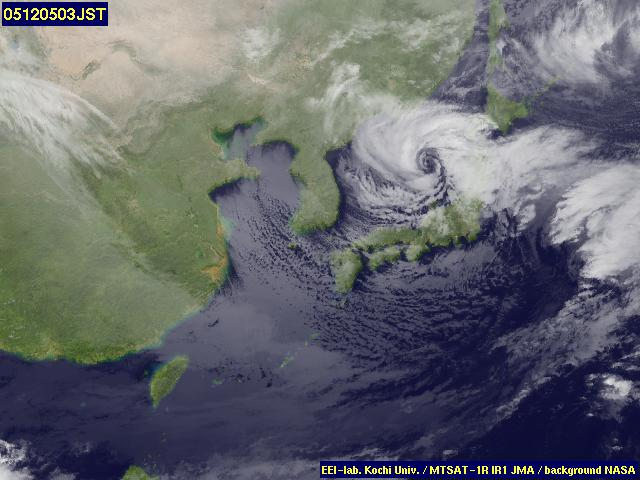 05120503JST
EEI-lab. Kochi Univ. / MTSAT-1R IR1 JMA / background NASA